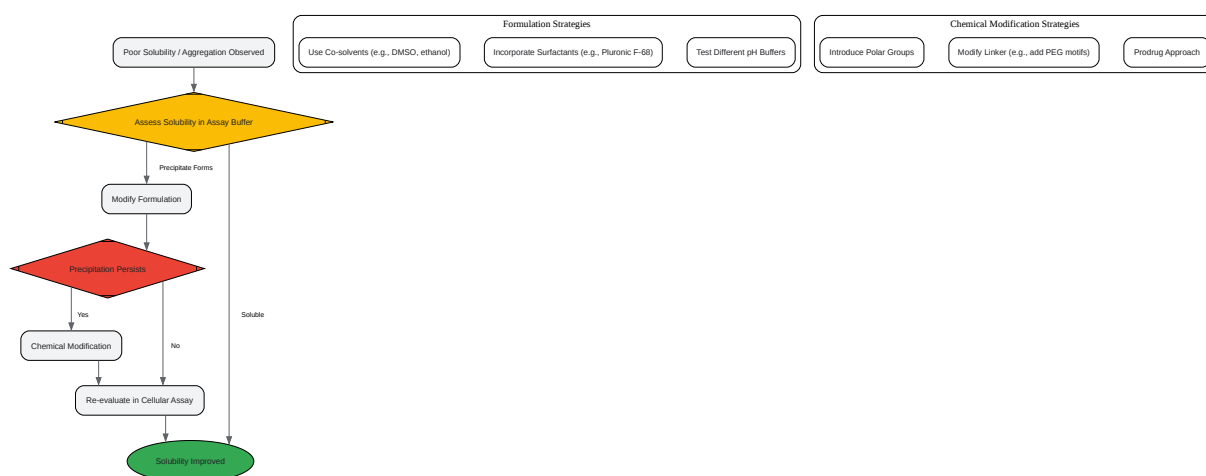 Formulation Strategies
Chemical Modification Strategies
Poor Solubility / Aggregation Observed
Use Co-solvents (e.g., DMSO, ethanol)
Incorporate Surfactants (e.g., Pluronic F-68)
Test Different pH Buffers
Introduce Polar Groups
Modify Linker (e.g., add PEG motifs)
Prodrug Approach
Assess Solubility in Assay Buffer
Precipitate Forms
Modify Formulation
Precipitation Persists
Yes
Soluble
Chemical Modification
No
Re-evaluate in Cellular Assay
Solubility Improved